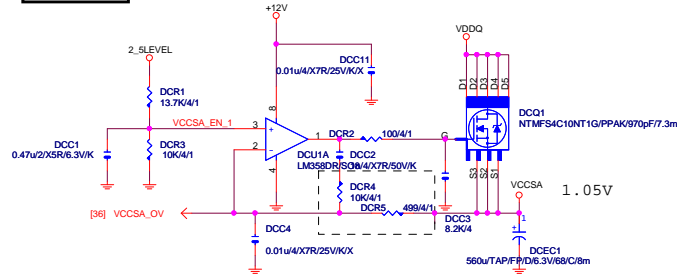 +12V
2_5LEVEL
VDDQ
DCC11
0.01u/4/X7R/25V/K/X
D1
D2
D3
D4
D5
DCR1
13.7K/4/1
8
VCCSA_EN_1
3
+
1
DCR2
100/4/1
G
DCQ1
NTMFS4C10NT1G/PPAK/970pF/7.3m
DCC1
0.47u/2/X5R/6.3V/K
DCR3
10K/4/1
2
-
DCU1A
LM358DR/SO8
DCC2
/4/X7R/50V/K
4
S3
S2
S1
DCR4
10K/4/1
VCCSA
1.05V
[36] VCCSA_OV
DCR5
499/4/1
DCC3
8.2K/4
1
+
DCC4
0.01u/4/X7R/25V/K/X
DCEC1
560u/TAP/FP/D/6.3V/68/C/8m